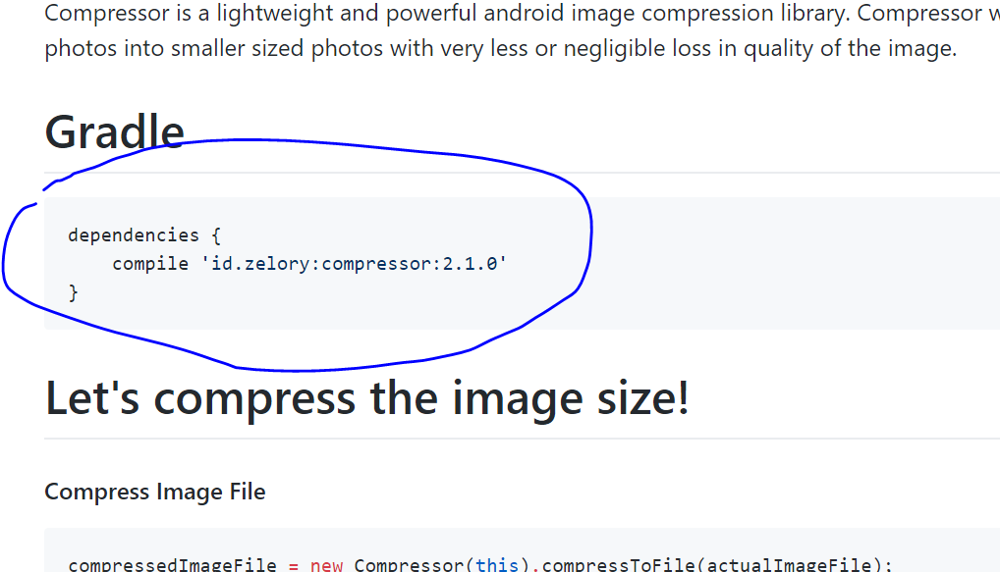 Compressor is a lightweight and powerful android image compression library. Compressor
photos into smaller sized photos with very less or negligible loss in quality of the image.
Gradle
dependencies {
    compile 'id.zelory:compressor:2.1.0'
}
Let's compress the image size!
Compress Image File
compressedImageFile = new Compressor(this).compressToFile(actualImageFile);